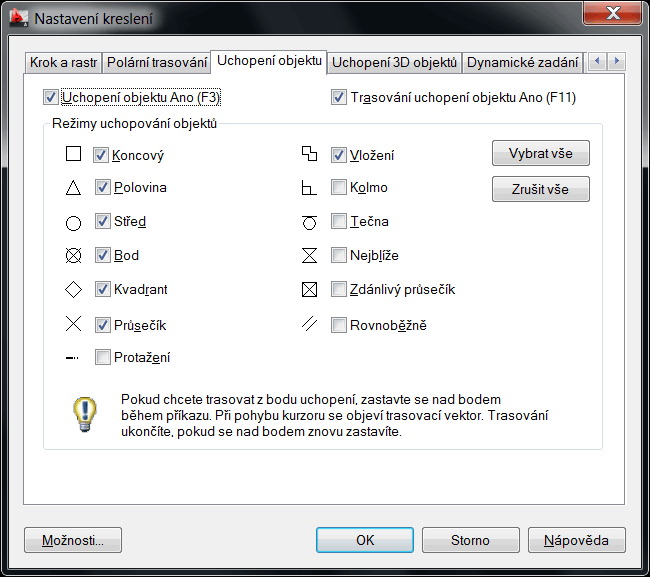 Nastavení kreslení
Krok a rastr Polární trasování Uchopení objektu Uchopení 3D objektů Dynamické zadání
Uchopení objektu Ano (F3) Trasování uchopení objektu Ano (F11)
Režimy uchopování objektů
Koncový Vložení Vybrat vše
Polovina Kolmo Zrušit vše
Střed Tečna
Bod Nejblíže
Kvadrant Zdánlivý průsečík
Průsečík Rovnoběžně
Protažení
Pokud chcete trasovat z bodu uchopení, zastavte se nad bodem
během příkazu. Při pohybu kurzoru se objeví trasovací vektor. Trasování
ukončíte, pokud se nad bodem znovu zastavíte.
Možnosti... OK Storno Nápověda